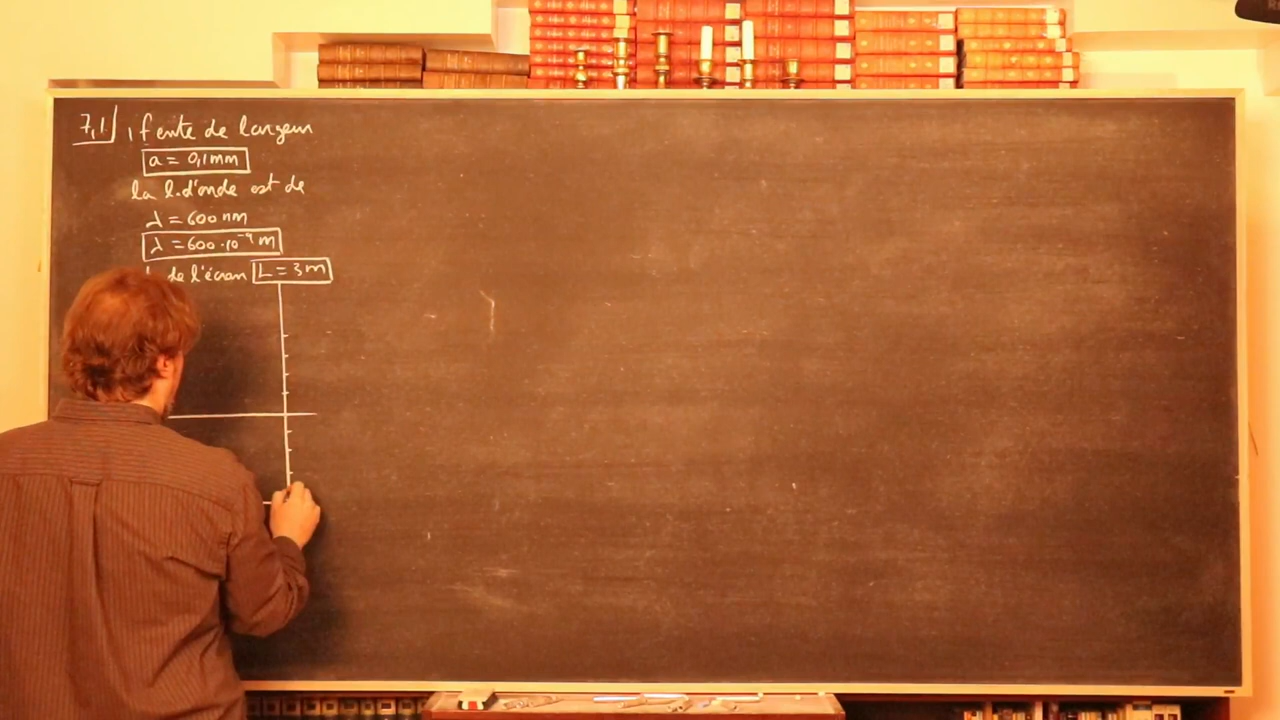 7,1. 1 fente de largeur
a = 0,1mm
la l.d'onde est de
λ = 600 nm
λ = 600·10⁻⁹ m
de l'écran L = 3m